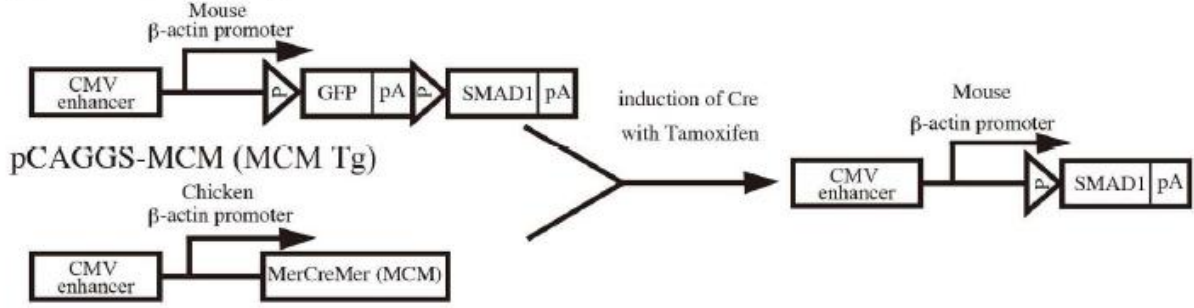 Mouse
β-actin promoter
CMV
enhancer
P
GFP
pA
P
SMAD1
pA
induction of Cre
with Tamoxifen
Mouse
β-actin promoter
CMV
enhancer
P
SMAD1
pA
pCAGGS-MCM (MCM Tg)
Chicken
β-actin promoter
CMV
enhancer
MerCreMer (MCM)